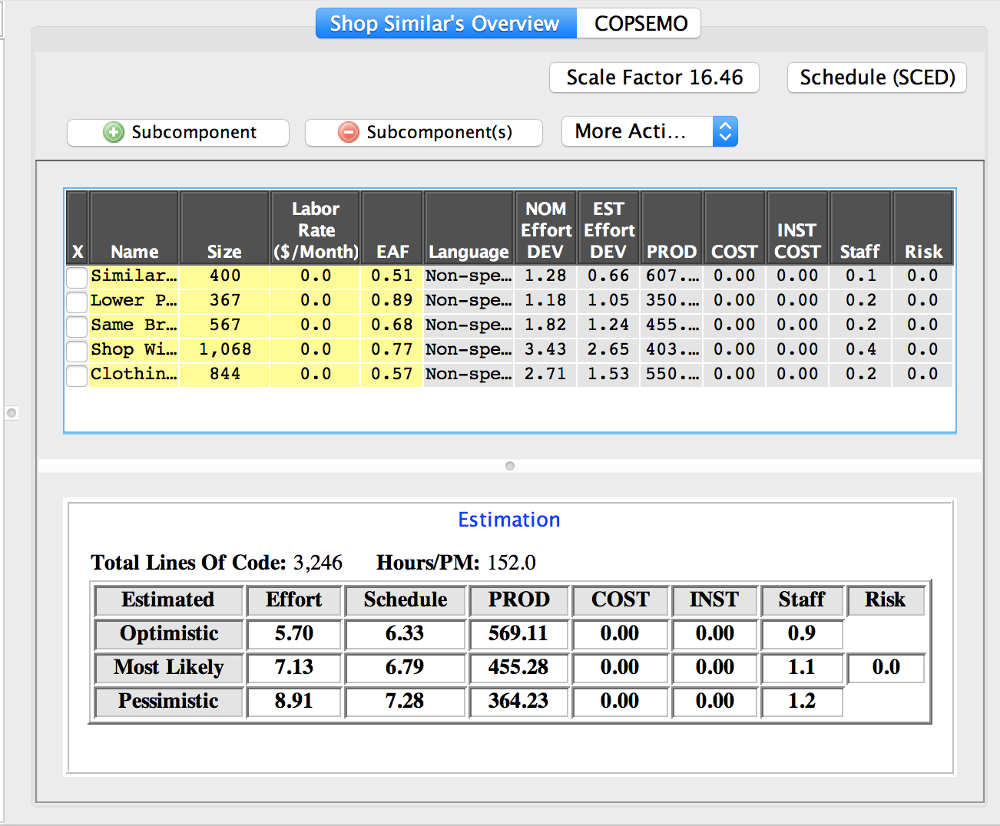 Shop Similar's Overview COPSEMO
Scale Factor 16.46 Schedule (SCED)
Subcomponent Subcomponent(s) More Acti...
X Name Size Labor Rate ($/Month) EAF Language NOM Effort DEV EST Effort DEV PROD COST INST COST Staff Risk
Similar... 400 0.0 0.51 Non-spe... 1.28 0.66 607.... 0.00 0.00 0.1 0.0
Lower P... 367 0.0 0.89 Non-spe... 1.18 1.05 350.... 0.00 0.00 0.2 0.0
Same Br... 567 0.0 0.68 Non-spe... 1.82 1.24 455.... 0.00 0.00 0.2 0.0
Shop Wi... 1,068 0.0 0.77 Non-spe... 3.43 2.65 403.... 0.00 0.00 0.4 0.0
Clothin... 844 0.0 0.57 Non-spe... 2.71 1.53 550.... 0.00 0.00 0.2 0.0
Estimation
Total Lines Of Code: 3,246 Hours/PM: 152.0
Estimated Effort Schedule PROD COST INST Staff Risk
Optimistic 5.70 6.33 569.11 0.00 0.00 0.9
Most Likely 7.13 6.79 455.28 0.00 0.00 1.1 0.0
Pessimistic 8.91 7.28 364.23 0.00 0.00 1.2